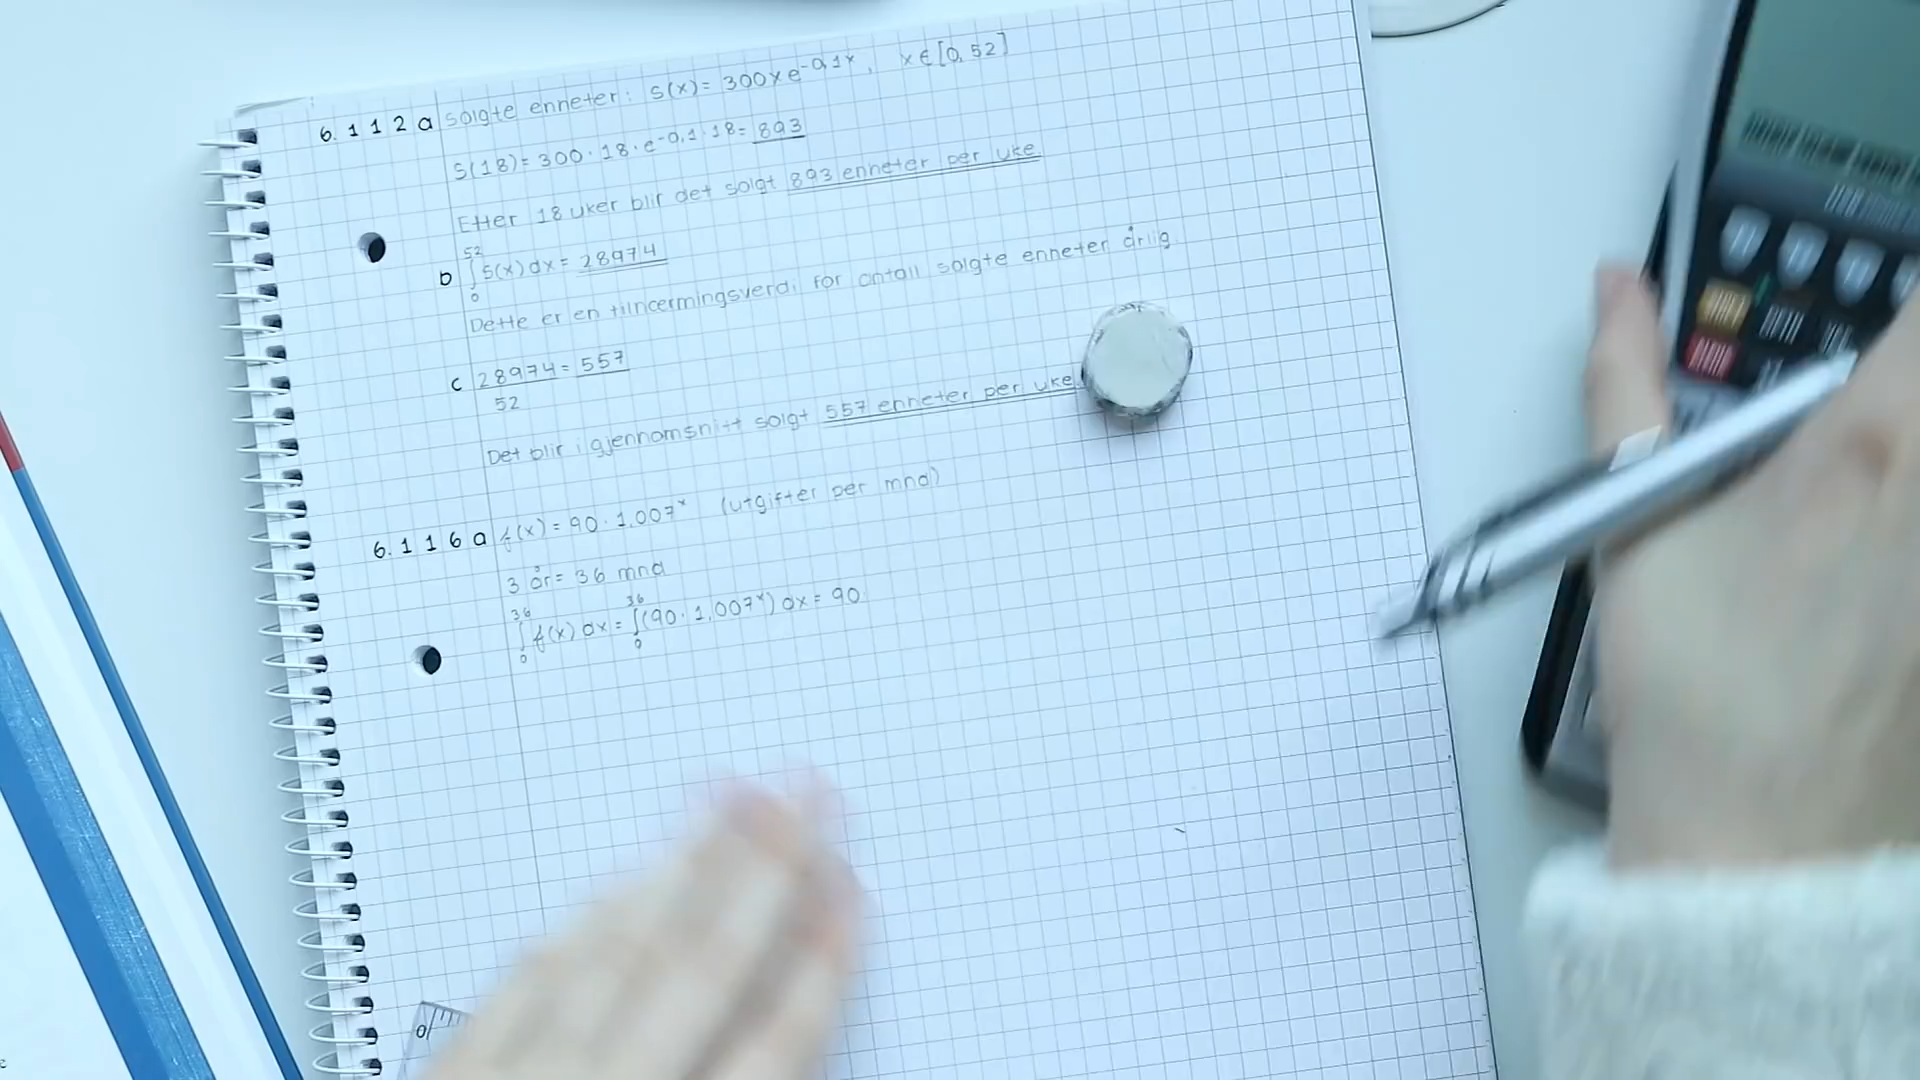 6.112 a solgte enheter: S(x) = 300xe^-0,1x, x ∈ [0, 52]
S(18) = 300 · 18 · e^-0,1·18 = 893
Etter 18 uker blir det solgt 893 enheter per uke.
b ∫₀⁵² S(x) dx = 28974
Dette er en tilnærmingsverdi for antall solgte enheter årlig
c 28974 = 557
52
Det blir i gjennomsnitt solgt 557 enheter per uke
6.116 a f(x) = 90 · 1,007^x (utgifter per mnd)
3 år = 36 mnd
∫₀³⁶ f(x) dx = ∫₀³⁶ (90 · 1,007^x) dx = 90
0